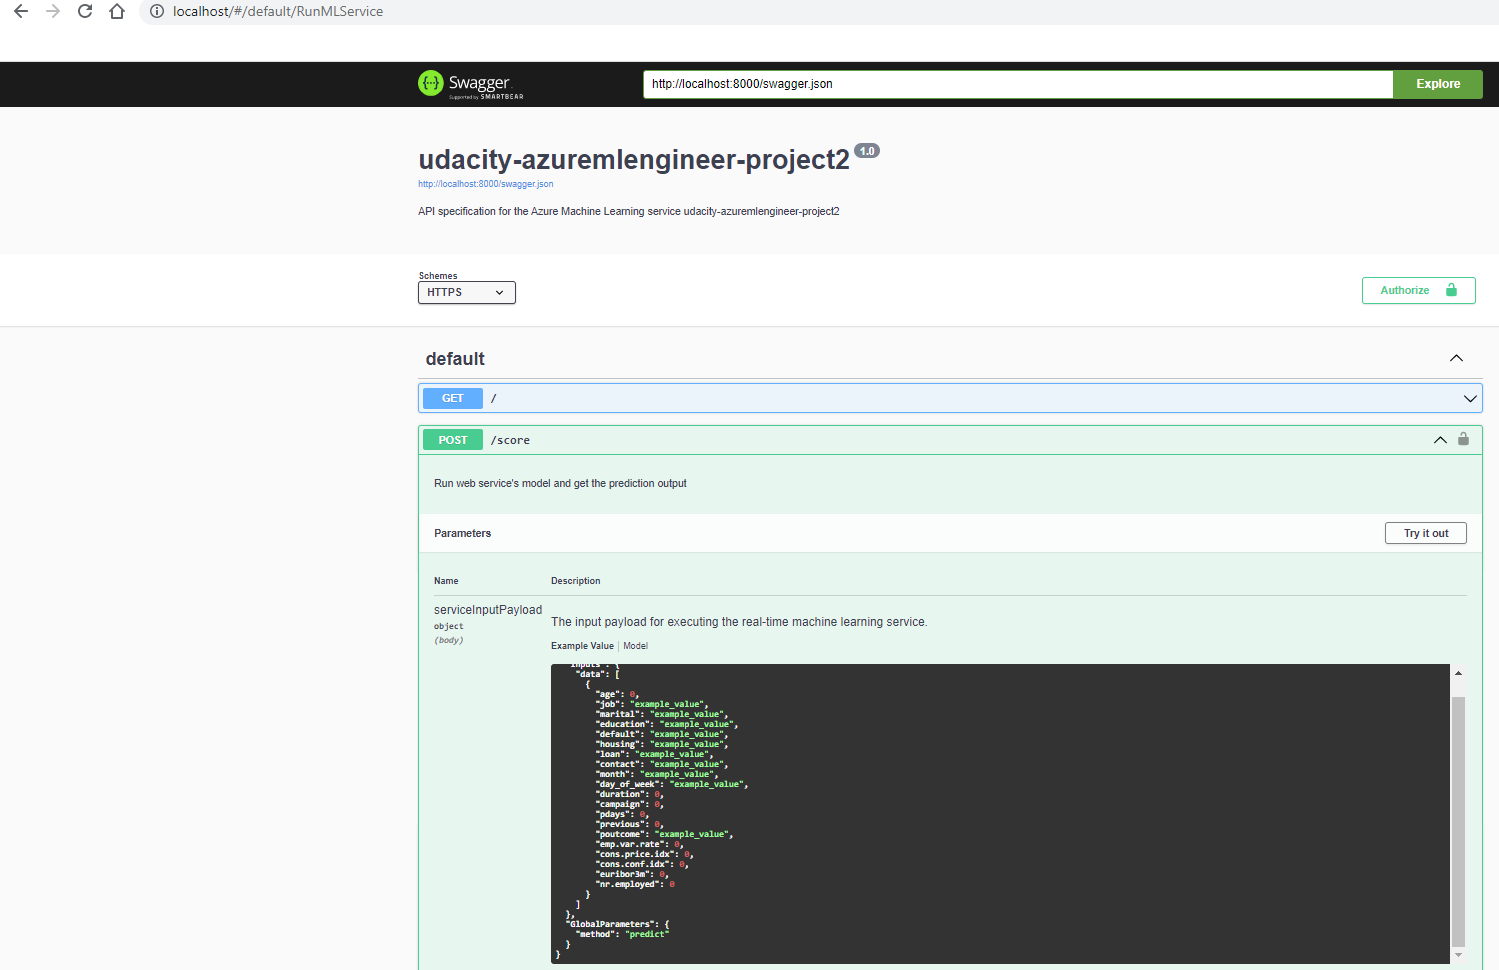 localhost/#/default/RunMLService
Swagger
Supported by SMARTBEAR
http://localhost:8000/swagger.json
Explore
udacity-azuremlengineer-project2 1.0
http://localhost:8000/swagger.json
API specification for the Azure Machine Learning service udacity-azuremlengineer-project2
Schemes
HTTPS
Authorize
default
GET /
POST /score
Run web service's model and get the prediction output
Parameters
Try it out
Name Description
serviceInputPayload
object
(body)
The input payload for executing the real-time machine learning service.
Example Value | Model
"Inputs": {
"data": [
{
"age": 0,
"job": "example_value",
"marital": "example_value",
"education": "example_value",
"default": "example_value",
"housing": "example_value",
"loan": "example_value",
"contact": "example_value",
"month": "example_value",
"day_of_week": "example_value",
"duration": 0,
"campaign": 0,
"pdays": 0,
"previous": 0,
"poutcome": "example_value",
"emp.var.rate": 0,
"cons.price.idx": 0,
"cons.conf.idx": 0,
"euribor3m": 0,
"nr.employed": 0
}
]
},
"GlobalParameters": {
"method": "predict"
}
}